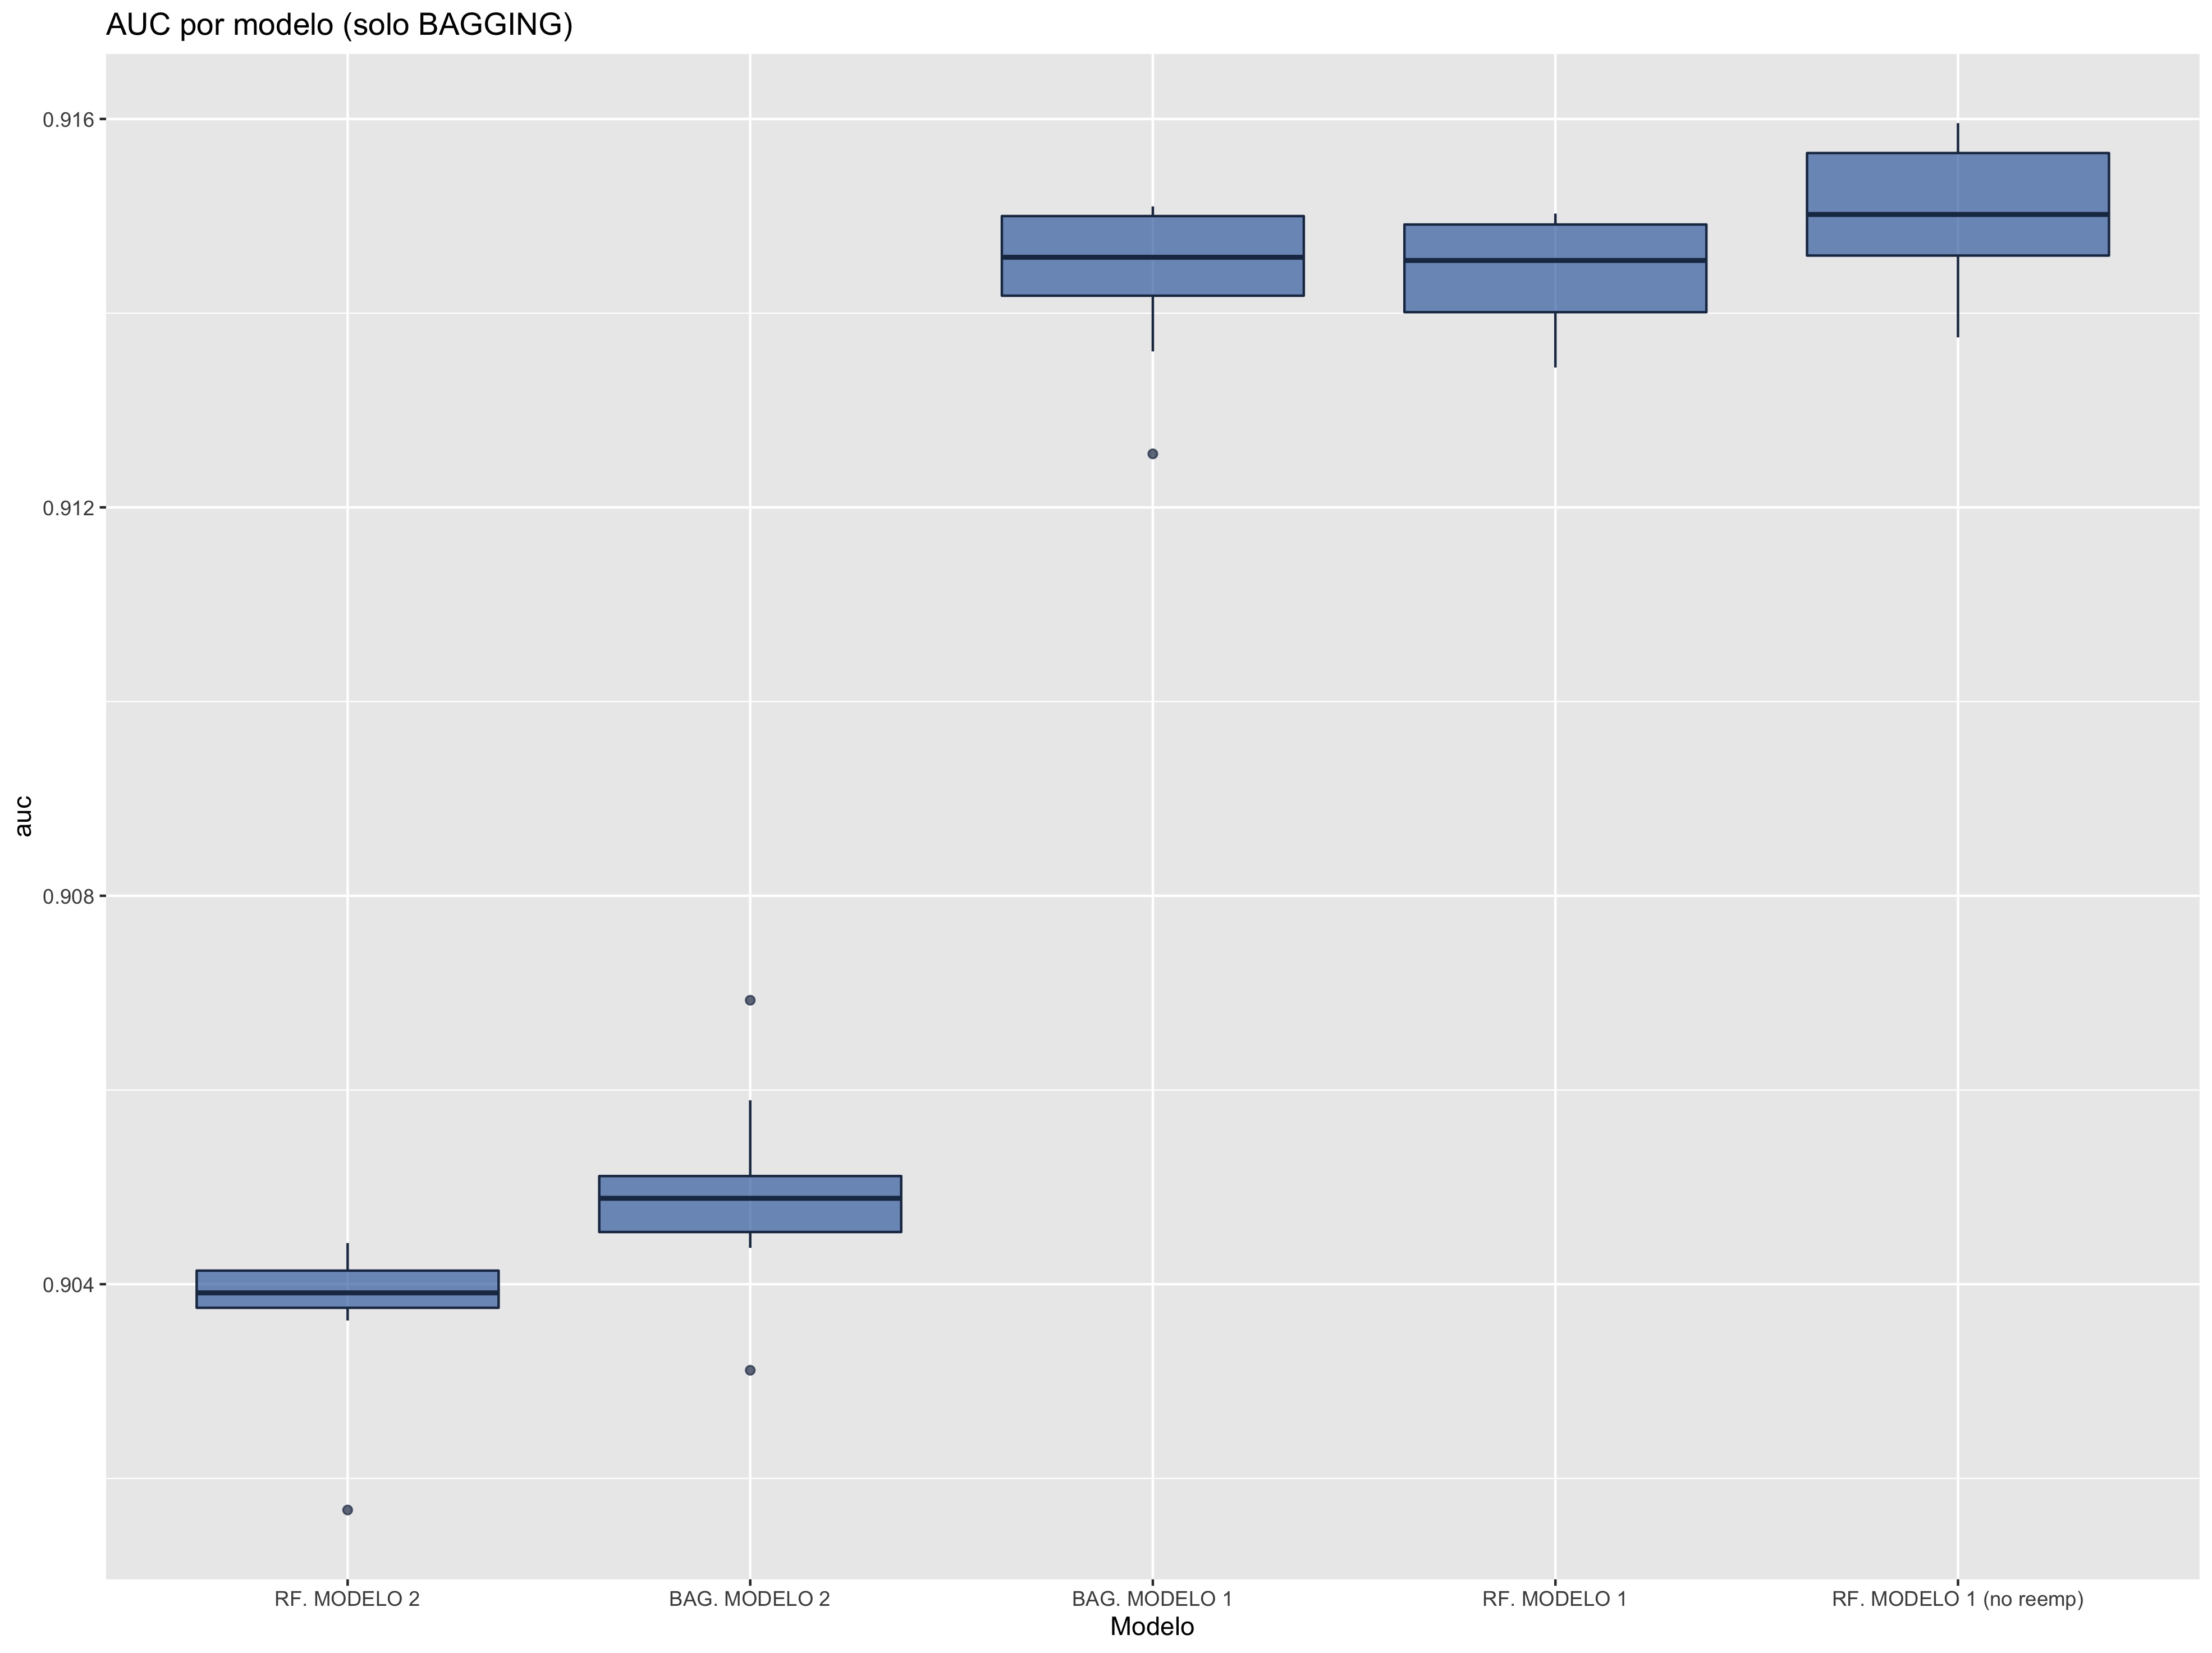 AUC por modelo (solo BAGGING)
0.916
0.912
0.908
0.904
auc
RF. MODELO 2
BAG. MODELO 2
BAG. MODELO 1
RF. MODELO 1
RF. MODELO 1 (no reemp)
Modelo